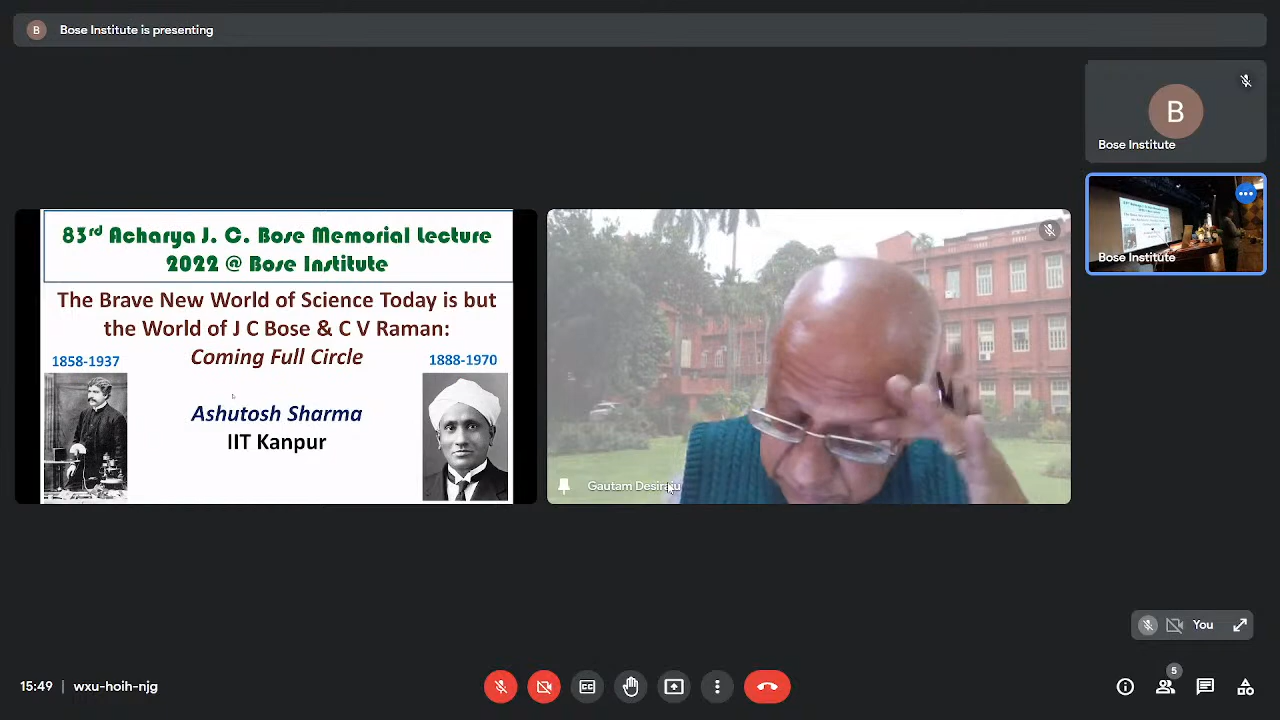 B
Bose Institute is presenting
B
Bose Institute
83rd Acharya J. C. Bose Memorial Lecture
2022 @ Bose Institute
The Brave New World of Science Today is but
the World of J C Bose & C V Raman:
Coming Full Circle
1858-1937
1888-1970
Ashutosh Sharma
IIT Kanpur
Gautam Desiraju
Bose Institute
You
15:49 | wxu-hoih-njg
5